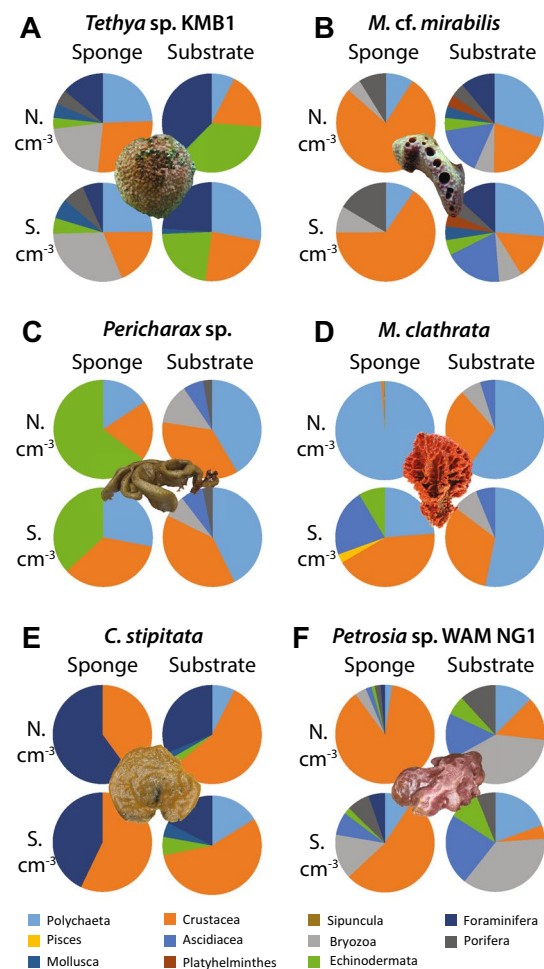 A Tethya sp. KMB1
Sponge Substrate
N.
cm-3
S.
cm-3
B M. cf. mirabilis
Sponge Substrate
N.
cm-3
S.
cm-3
C Pericharax sp.
Sponge Substrate
N.
cm-3
S.
cm-3
D M. clathrata
Sponge Substrate
N.
cm-3
S.
cm-3
E C. stipitata
Sponge Substrate
N.
cm-3
S.
cm-3
F Petrosia sp. WAM NG1
Sponge Substrate
N.
cm-3
S.
cm-3
Polychaeta
Pisces
Mollusca
Crustacea
Ascidiacea
Platyhelminthes
Sipuncula
Bryozoa
Echinodermata
Foraminifera
Porifera